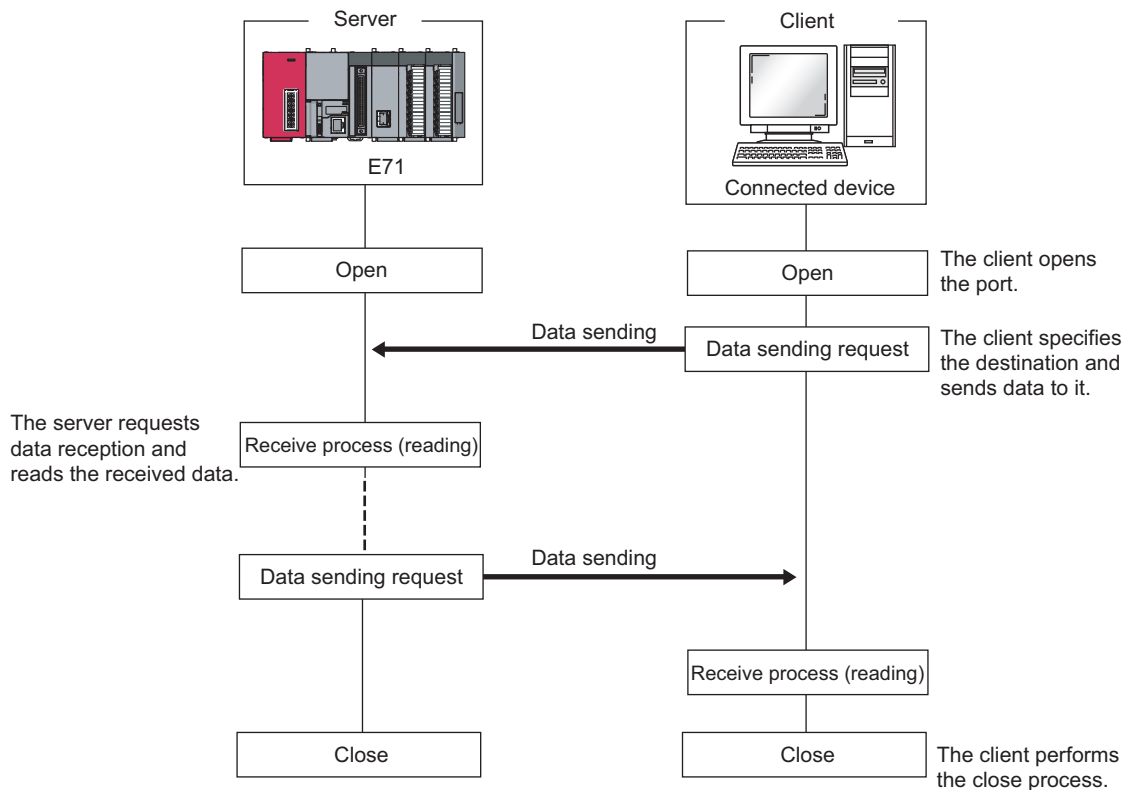 Server
Client
E71
Connected device
Open
Open
The client opens
the port.
Data sending
Data sending request
The client specifies
the destination and
sends data to it.
The server requests
data reception and
reads the received data.
Receive process (reading)
Data sending request
Data sending
Receive process (reading)
Close
Close
The client performs
the close process.